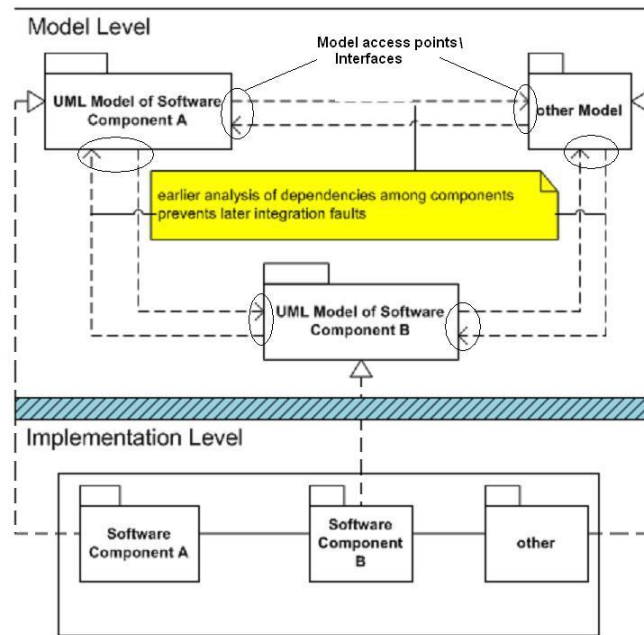 Model Level
Model access points\
Interfaces
UML Model of Software
Component A
other Model
earlier analysis of dependencies among components
prevents later integration faults
UML Model of Software
Component B
Implementation Level
Software
Component A
Software
Component
B
other